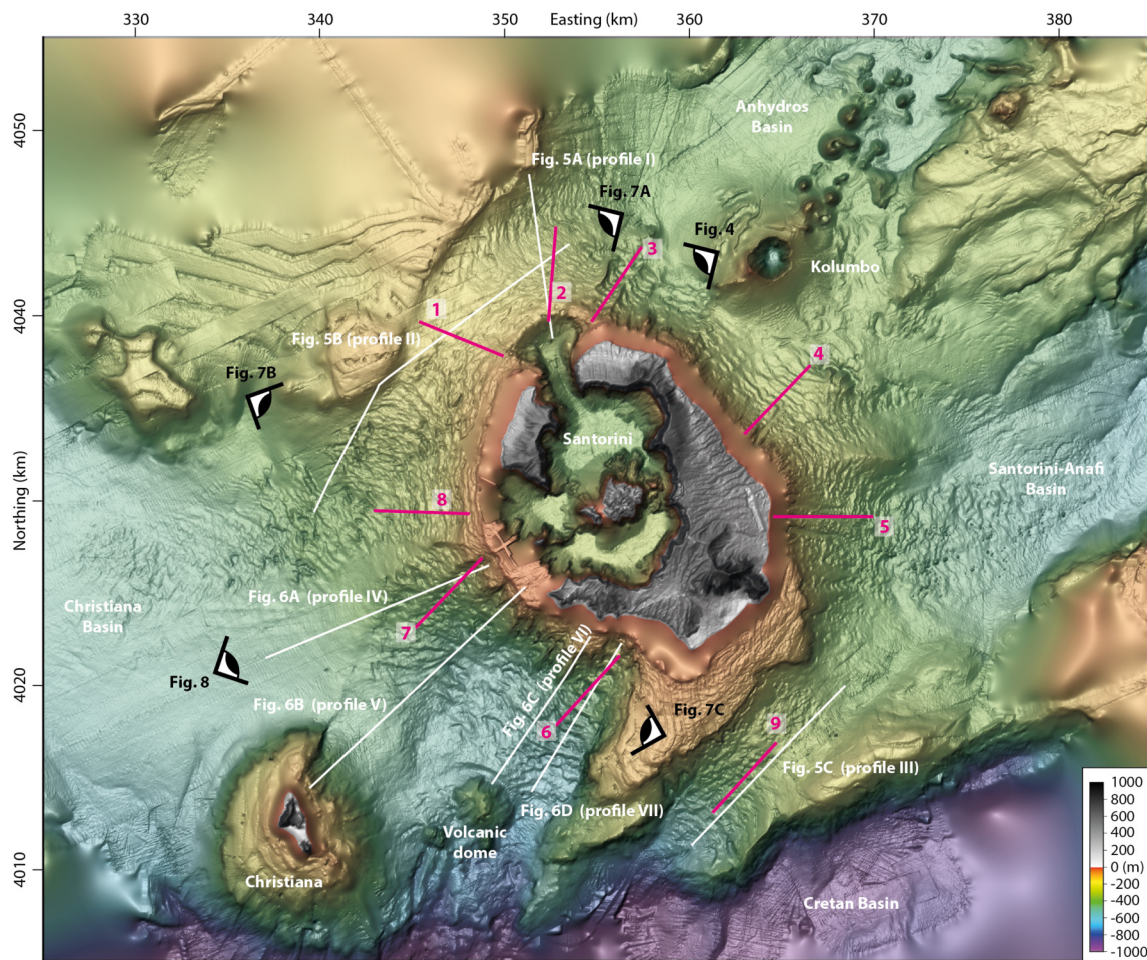 330 340 350 Easting (km) 360 370 380
4050
Anhydros
Basin
Fig. 5A (profile I)
Fig. 7A
Fig. 4
3
Kolumbo
2
1
4040
Fig. 5B (profile II)
4
Fig. 7B
Santorini
Santorini-Anafi
Basin
Northing (km)
4030
8
5
Fig. 6A (profile IV)
Christiana
Basin
7
Fig. 6C (profile VI)
Fig. 8
4020
Fig. 6B (profile V)
Fig. 7C
6
9
Fig. 5C (profile III)
Fig. 6D (profile VII)
Volcanic
dome
4010
Christiana
Cretan Basin
1000
800
600
400
200
0 (m)
-200
-400
-600
-800
-1000